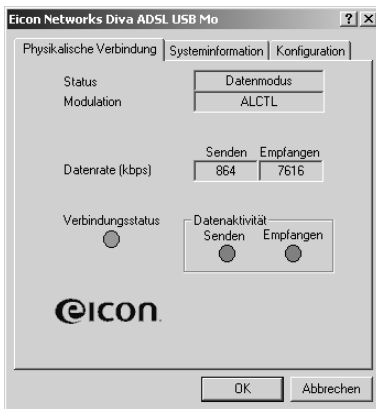 Eicon Networks Diva ADSL USB Mo
Physikalische Verbindung Systeminformation Konfiguration
Status Datenmodus
Modulation ALCTL
Senden Empfangen
Datenrate (kbps) 864 7616
Verbindungsstatus Datenaktivität
Senden Empfangen
eicon
OK Abbrechen